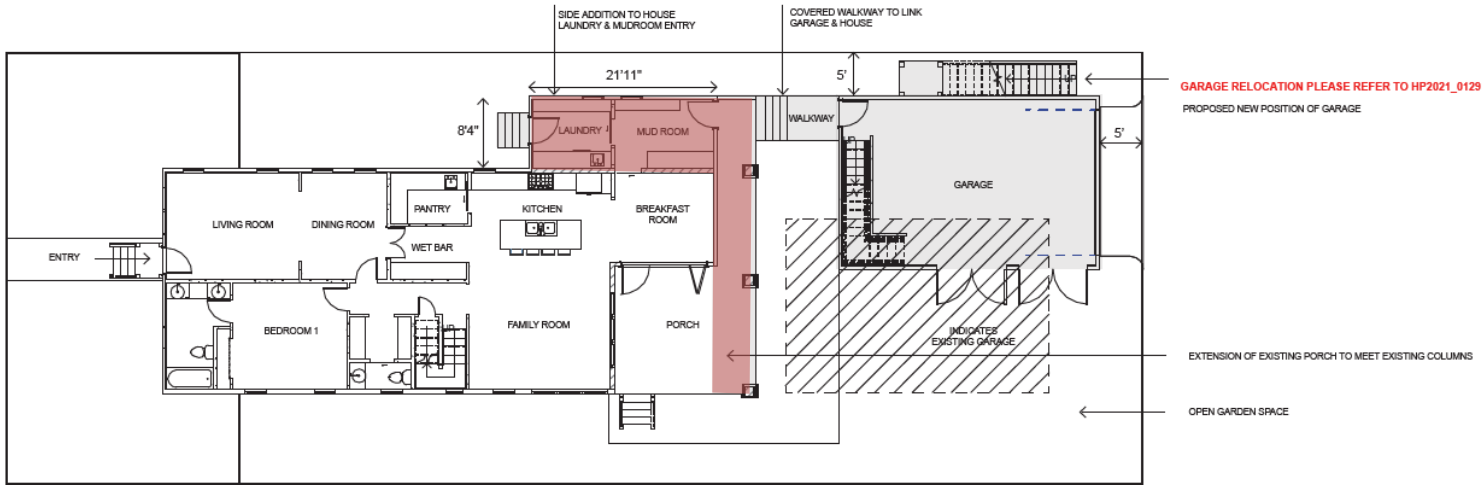 SIDE ADDITION TO HOUSE
LAUNDRY & MUDROOM ENTRY
COVERED WALKWAY TO LINK
GARAGE & HOUSE
21'11"
5'
UP
GARAGE RELOCATION PLEASE REFER TO HP2021_0129
PROPOSED NEW POSITION OF GARAGE
8'4"
LAUNDRY
MUD ROOM
WALKWAY
5'
UP
GARAGE
LIVING ROOM
DINING ROOM
PANTRY
KITCHEN
BREAKFAST
ROOM
WET BAR
ENTRY
BEDROOM 1
UP
FAMILY ROOM
PORCH
INDICATES
EXISTING GARAGE
EXTENSION OF EXISTING PORCH TO MEET EXISTING COLUMNS
OPEN GARDEN SPACE